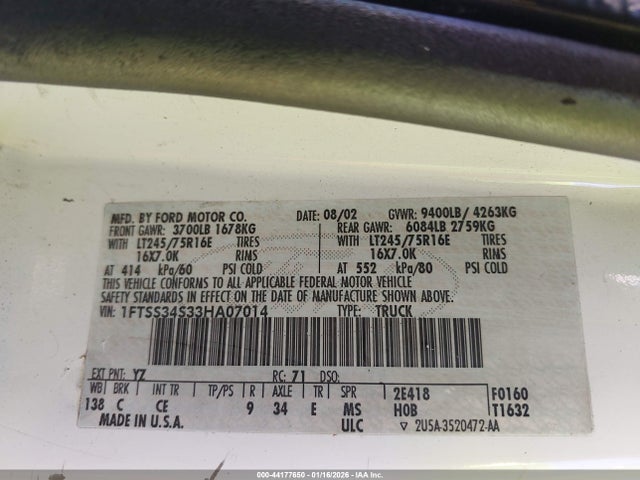 MFD. BY FORD MOTOR CO. DATE: 08/02 GVWR: 9400LB/ 4263KG
FRONT GAWR: 3700LB 1678KG REAR GAWR: 6084LB 2759KG
WITH LT245/75R16E TIRES WITH LT245/75R16E TIRES
16X7.0K RIMS 16X7.0K RIMS
AT 414 kPa/60 PSI COLD AT 552 kPa/80 PSI COLD
THIS VEHICLE CONFORMS TO ALL APPLICABLE FEDERAL MOTOR VEHICLE
SAFETY STANDARDS IN EFFECT ON THE DATE OF MANUFACTURE SHOWN ABOVE.
VIN: 1FTSS34S33HA07014 TYPE: TRUCK
EXT PNT: YZ RC: 71 DSO:
WB BRK INT TR TP/PS R AXLE TR SPR 2E418 F0160
138 C CE 9 34 E MS HOB T1632
MADE IN U.S.A. ULC ▽ 2U5A-3520472-AA
000-44177650 - 01/16/2026 - IAAI.COM